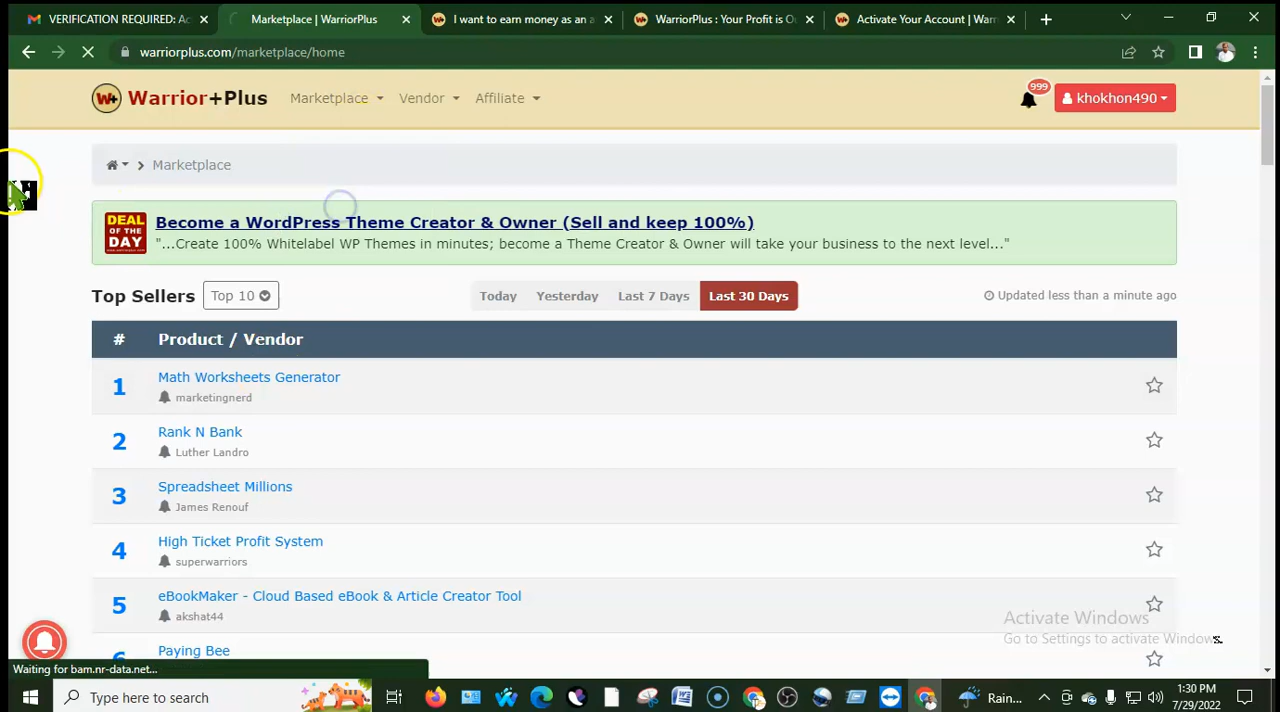 VERIFICATION REQUIRED: Ac
Marketplace | WarriorPlus
I want to earn money as an a
WarriorPlus : Your Profit is O
Activate Your Account | Warr
warriorplus.com/marketplace/home
W+ Warrior+Plus
Marketplace
Vendor
Affiliate
999
khokhon490
Marketplace
DEAL OF THE DAY
Become a WordPress Theme Creator & Owner (Sell and keep 100%)
"...Create 100% Whitelabel WP Themes in minutes; become a Theme Creator & Owner will take your business to the next level..."
Top Sellers
Top 10
Today
Yesterday
Last 7 Days
Last 30 Days
Updated less than a minute ago
# Product / Vendor
1 Math Worksheets Generator
marketingnerd
2 Rank N Bank
Luther Landro
3 Spreadsheet Millions
James Renouf
4 High Ticket Profit System
superwarriors
5 eBookMaker - Cloud Based eBook & Article Creator Tool
akshat44
6 Paying Bee
Activate Windows
Go to Settings to activate Windows.
Waiting for bam.nr-data.net...
Type here to search
Rain...
1:30 PM
7/29/2022